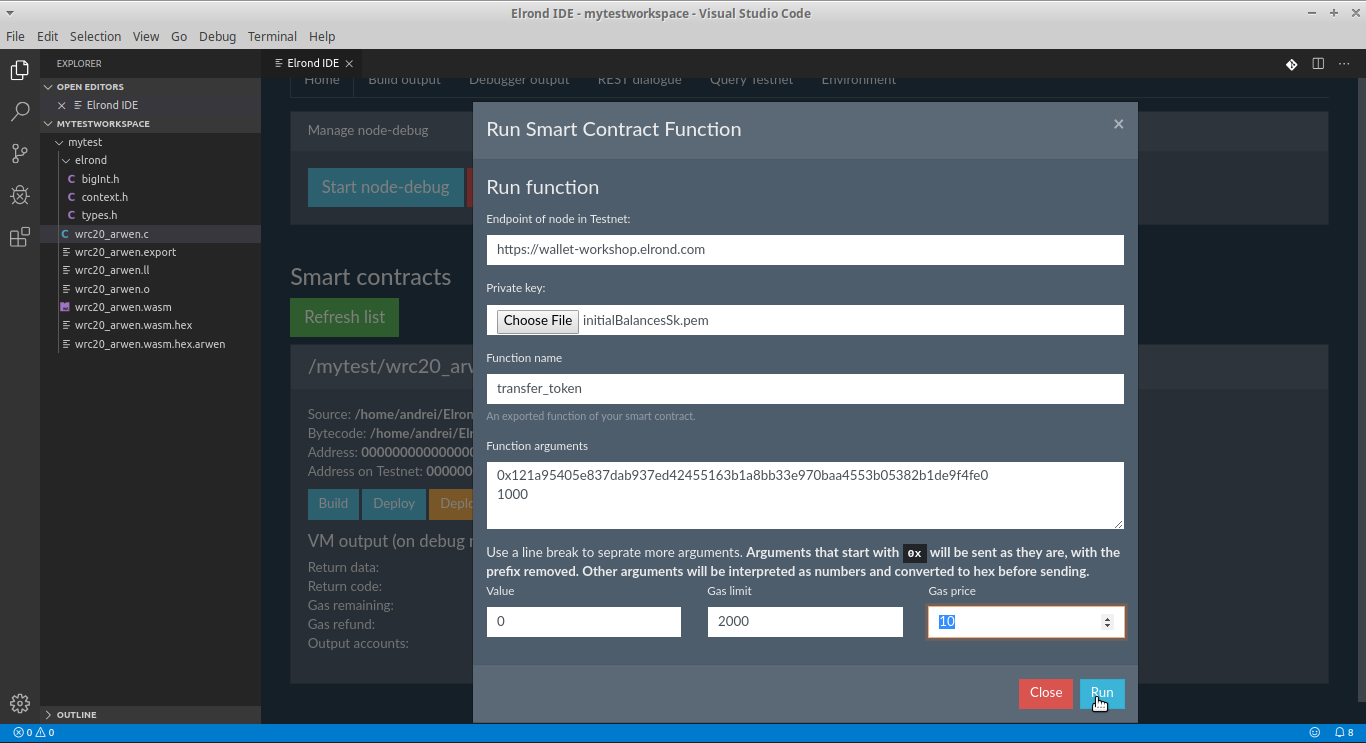 Elrond IDE - mytestworkspace - Visual Studio Code
File Edit Selection View Go Debug Terminal Help
EXPLORER
OPEN EDITORS
Elrond IDE
MYTESTWORKSPACE
mytest
elrond
C bigInt.h
C context.h
C types.h
C wrc20_arwen.c
wrc20_arwen.export
wrc20_arwen.ll
wrc20_arwen.o
wrc20_arwen.wasm
wrc20_arwen.wasm.hex
wrc20_arwen.wasm.hex.arwen
OUTLINE
Elrond IDE
Home Build output Debugger output REST dialogue Query Testnet Environment
Manage node-debug
Start node-debug
Smart contracts
Refresh list
/mytest/wrc20_arw
Source: /home/andrei/Elron
Bytecode: /home/andrei/El
Address: 0000000000000
Address on Testnet: 000000
Build Deploy Deplo
VM output (on debug
Return data:
Return code:
Gas remaining:
Gas refund:
Output accounts:
Run Smart Contract Function
×
Run function
Endpoint of node in Testnet:
https://wallet-workshop.elrond.com
Private key:
Choose File initialBalancesSk.pem
Function name
transfer_token
An exported function of your smart contract.
Function arguments
0x121a95405e837dab937ed42455163b1a8bb33e970baa4553b05382b1de9f4fe0
1000
Use a line break to seprate more arguments. Arguments that start with 0x will be sent as they are, with the
prefix removed. Other arguments will be interpreted as numbers and converted to hex before sending.
Value Gas limit Gas price
0 2000 10
Close Run
0 0 8